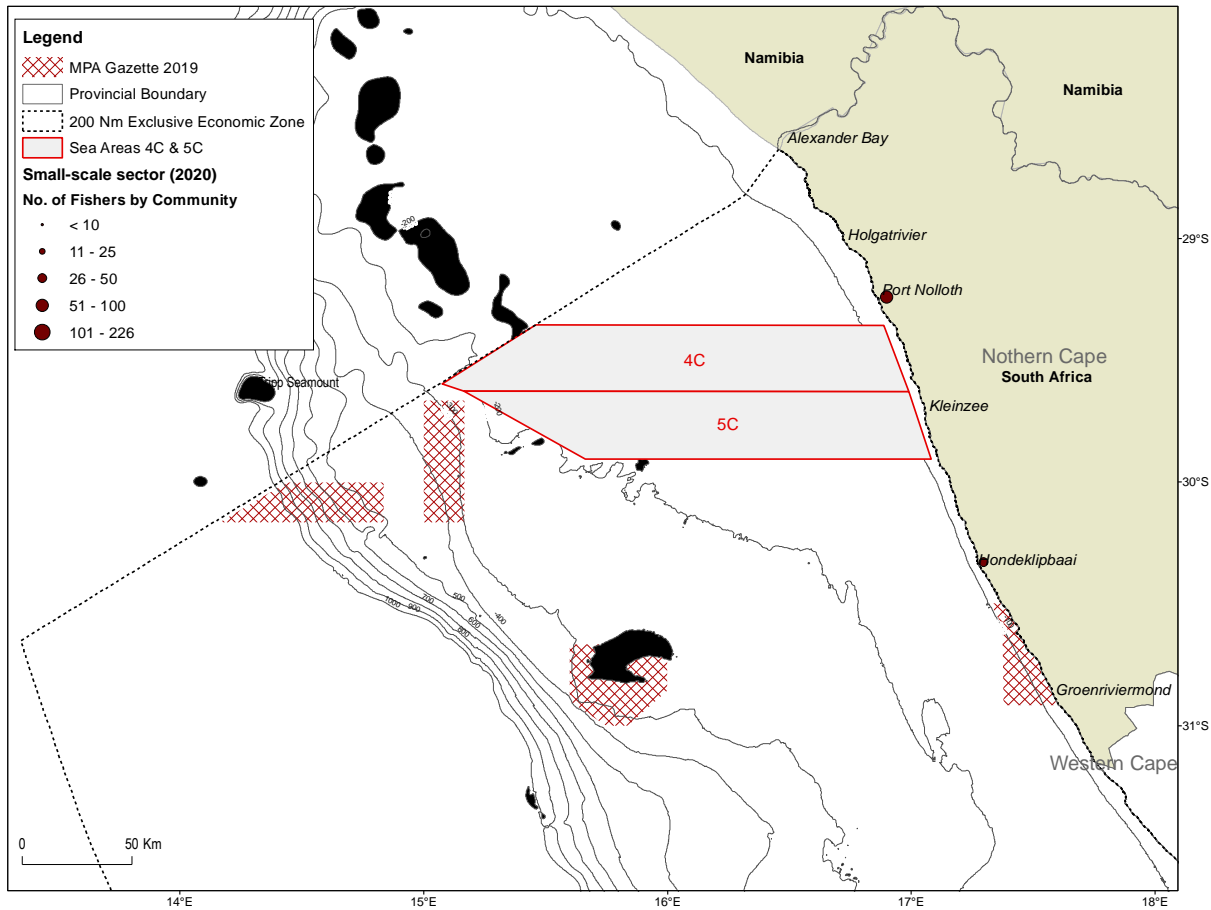 Legend
MPA Gazette 2019
Provincial Boundary
200 Nm Exclusive Economic Zone
Sea Areas 4C & 5C
Small-scale sector (2020)
No. of Fishers by Community
< 10
11 - 25
26 - 50
51 - 100
101 - 226
Namibia
Namibia
Alexander Bay
-200
Holgatrivier
29°S
Port Nolloth
4C
Nothern Cape
South Africa
Seamount
Kleinzee
5C
30°S
Hondeklipbaai
1000
900
800
700
600
500
-400
Groenriviermond
31°S
Western Cape
0
50 Km
14°E
15°E
16°E
17°E
18°E